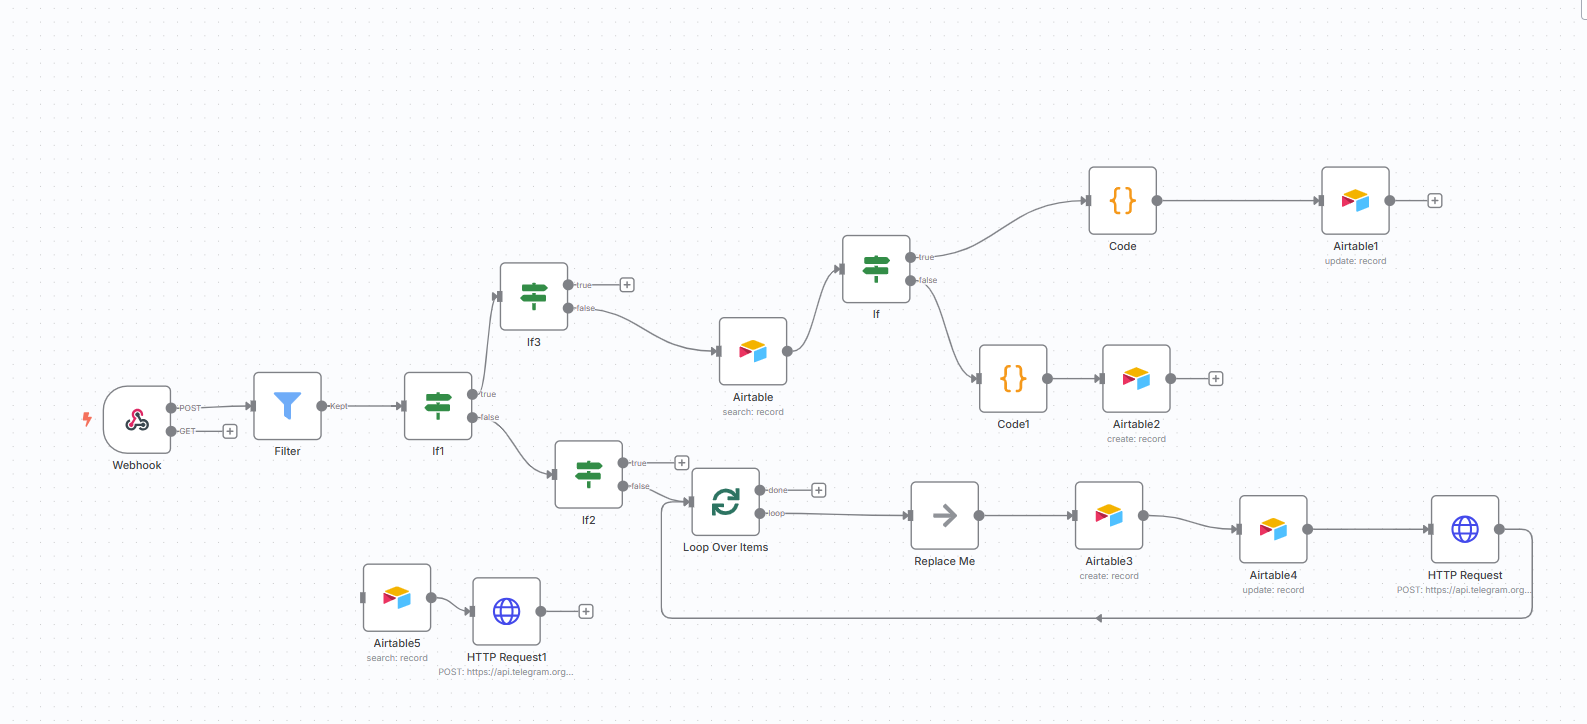 Code
Airtable1
update: record
true
false
If
true
false
If3
Airtable
search: record
Code1
Airtable2
create: record
POST
GET
Webhook
Kept
Filter
true
false
If1
true
false
If2
done
loop
Loop Over Items
Replace Me
Airtable3
create: record
Airtable4
update: record
HTTP Request
POST: https://api.telegram.org...
Airtable5
search: record
HTTP Request1
POST: https://api.telegram.org...